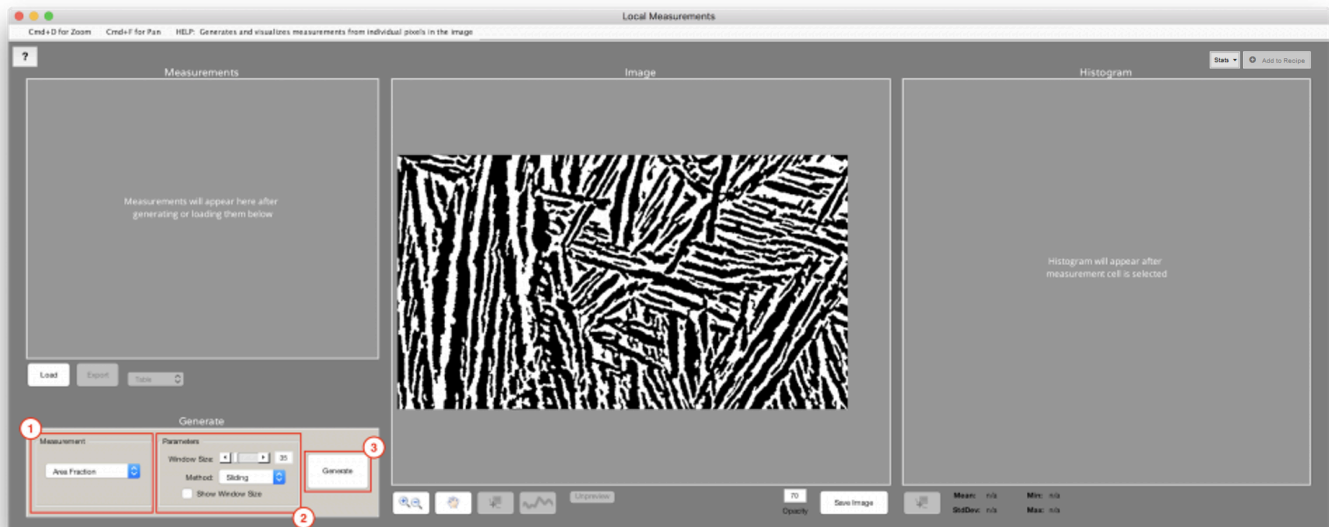 Local Measurements
Cmd+D for Zoom Cmd+F for Pan HELP: Generates and visualizes measurements from individual pixels in the image
?
Stats Add to Recipe
Measurements
Image
Histogram
Measurements will appear here after
generating or loading them below
Histogram will appear after
measurement cell is selected
Load Export Table
Generate
1
Measurement
Area Fraction
Parameters
Window Size: 35
Method: Sliding
Show Window Size
2
3
Generate
Unpreview
70
Opacity
Save Image
Mean: n/a Min: n/a
StdDev: n/a Max: n/a